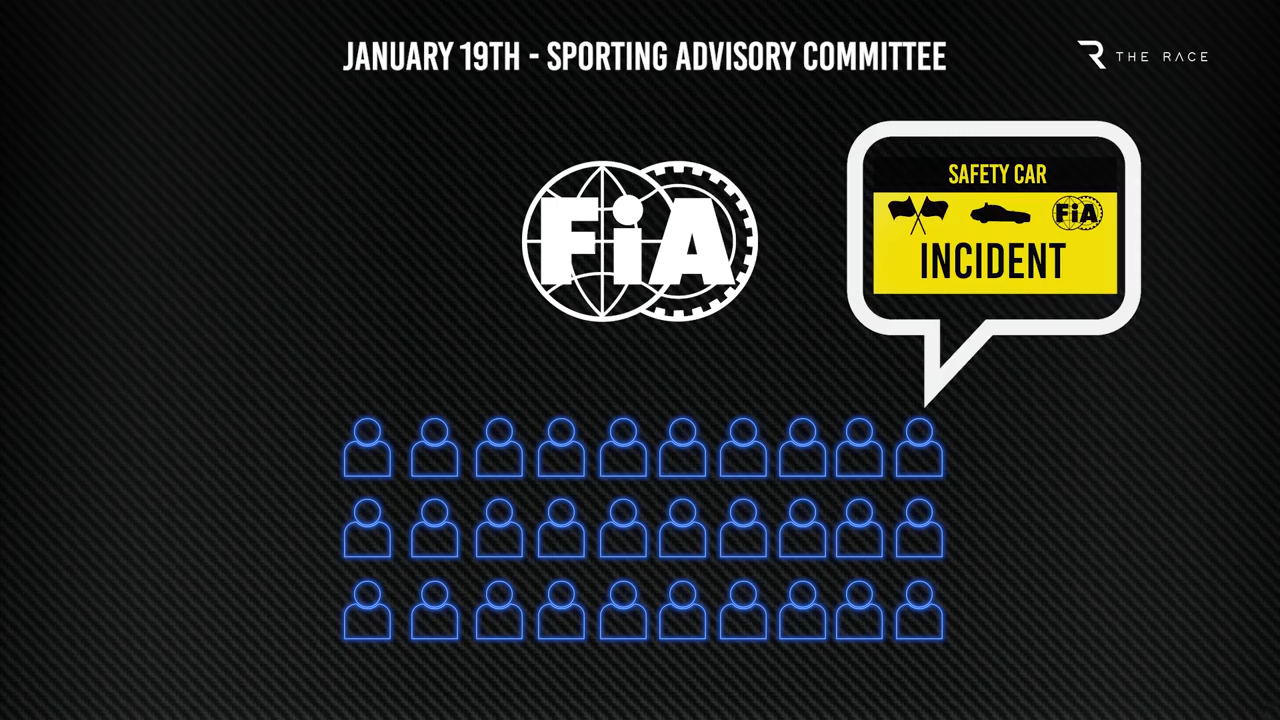 JANUARY 19TH - SPORTING ADVISORY COMMITTEE
THE RACE
FiA
SAFETY CAR
FiA
INCIDENT